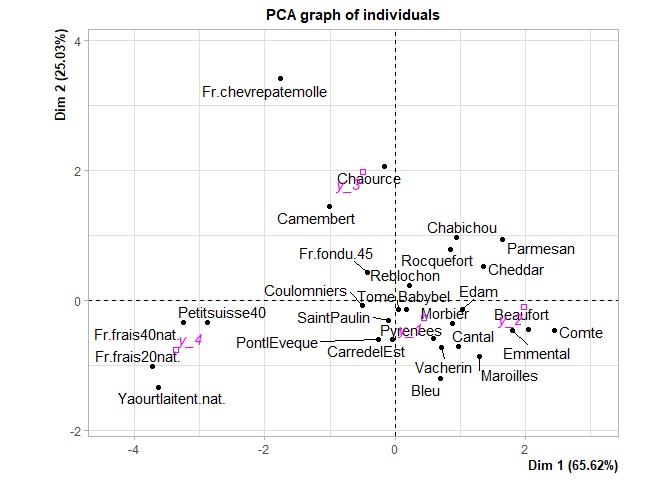 PCA graph of individuals
Dim 2 (25.03%)
4
Fr.chevrepatemolle
2
Chaource
y_3
Camembert
Chabichou
Parmesan
Fr.fondu.45
Rocquefort
Cheddar
Reblochon
Coulomniers
Tome
Babybel
Edam
0
Petitsuisse40
SaintPaulin
Morbier
Beaufort
y_1
y_2
Fr.frais40nat.
y_4
Pyrenees
Cantal
Comte
PontlEveque
CarredelEst
Emmental
Fr.frais20nat.
Vacherin
Maroilles
Yaourtlaitent.nat.
Bleu
-2
-4
-2
0
2
Dim 1 (65.62%)